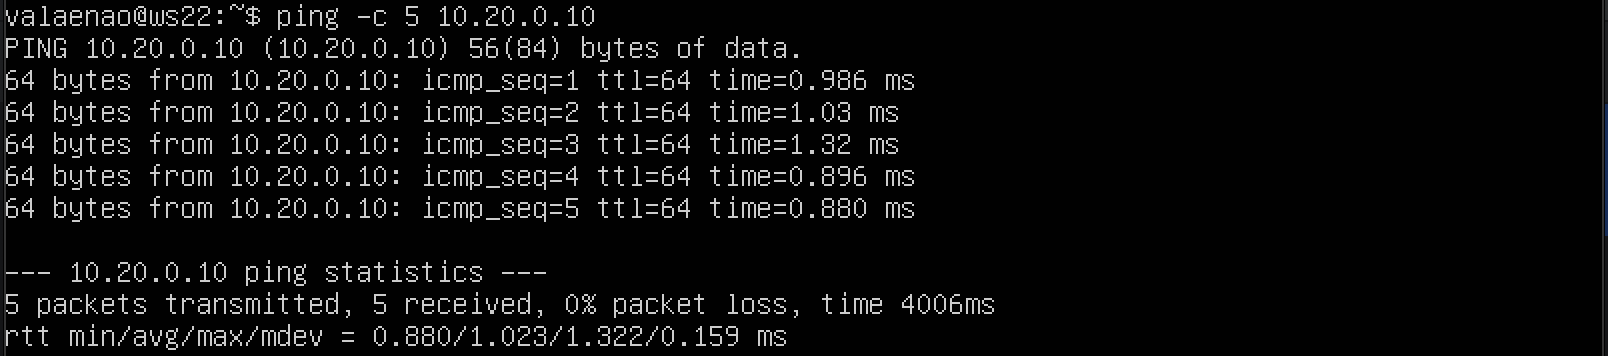 valaenao@ws22:~$ ping -c 5 10.20.0.10
PING 10.20.0.10 (10.20.0.10) 56(84) bytes of data.
64 bytes from 10.20.0.10: icmp_seq=1 ttl=64 time=0.986 ms
64 bytes from 10.20.0.10: icmp_seq=2 ttl=64 time=1.03 ms
64 bytes from 10.20.0.10: icmp_seq=3 ttl=64 time=1.32 ms
64 bytes from 10.20.0.10: icmp_seq=4 ttl=64 time=0.896 ms
64 bytes from 10.20.0.10: icmp_seq=5 ttl=64 time=0.880 ms
--- 10.20.0.10 ping statistics ---
5 packets transmitted, 5 received, 0% packet loss, time 4006ms
rtt min/avg/max/mdev = 0.880/1.023/1.322/0.159 ms